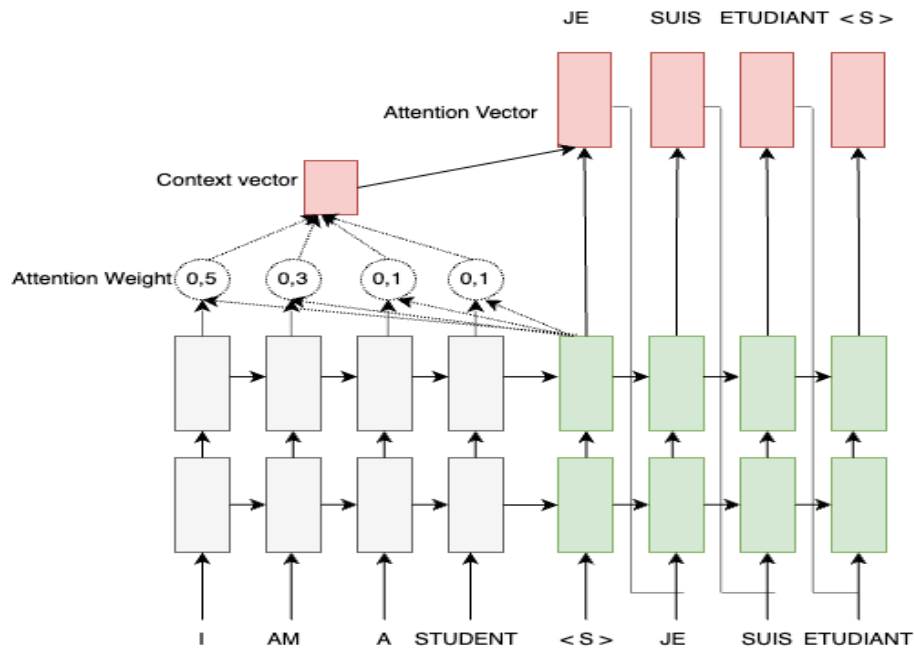 JE SUIS ETUDIANT < S >
Attention Vector
Context vector
Attention Weight 0,5 0,3 0,1 0,1
I AM A STUDENT < S > JE SUIS ETUDIANT